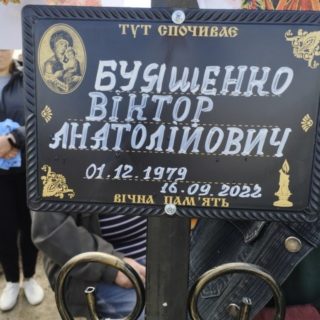 ТУТ СПОЧИВАЄ
БУЯШЕНКО
ВІКТОР
АНАТОЛІЙОВИЧ
01.12.1979
16.09.2022
ВІЧНА ПАМ'ЯТЬ